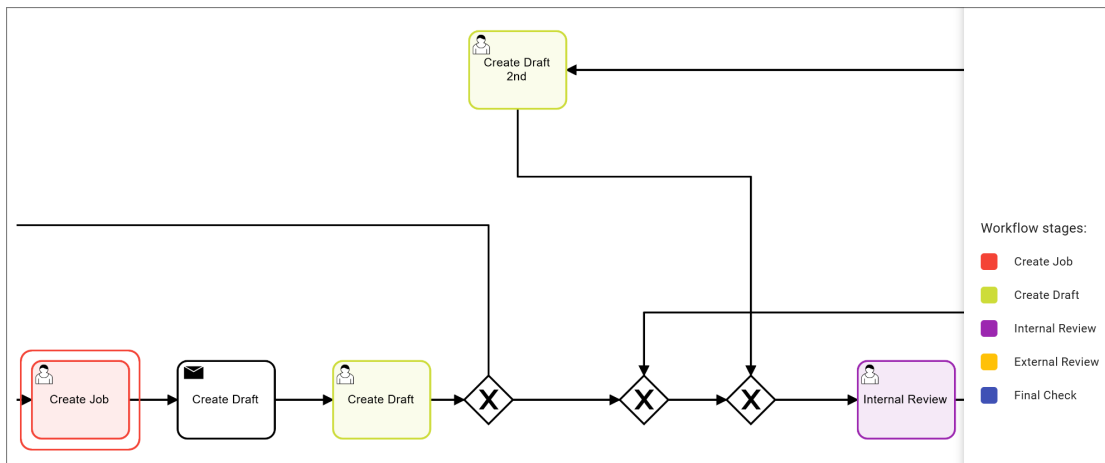 Create Draft
2nd
Create Job
Create Draft
Create Draft
X
X
X
Internal Review
Workflow stages:
Create Job
Create Draft
Internal Review
External Review
Final Check